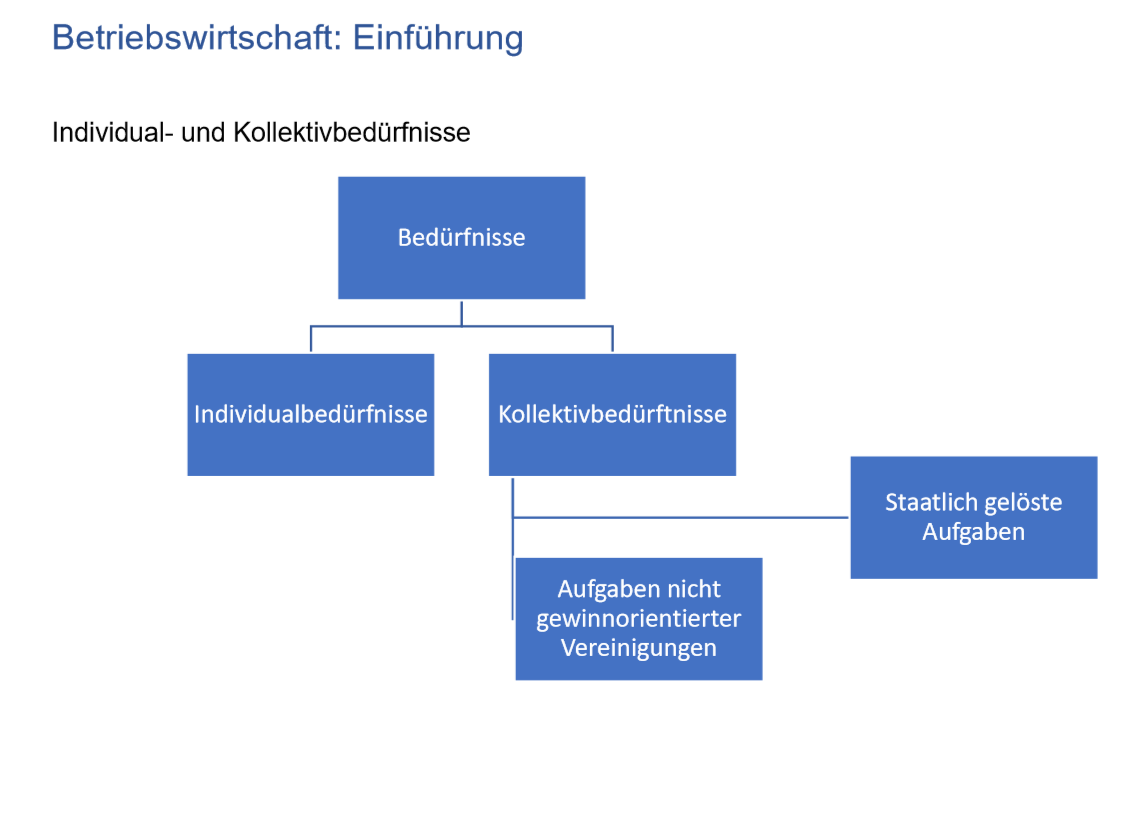 Betriebswirtschaft: Einführung
Individual- und Kollektivbedürfnisse
Bedürfnisse
Individualbedürfnisse
Kollektivbedürftnisse
Staatlich gelöste
Aufgaben
Aufgaben nicht
gewinnorientierter
Vereinigungen